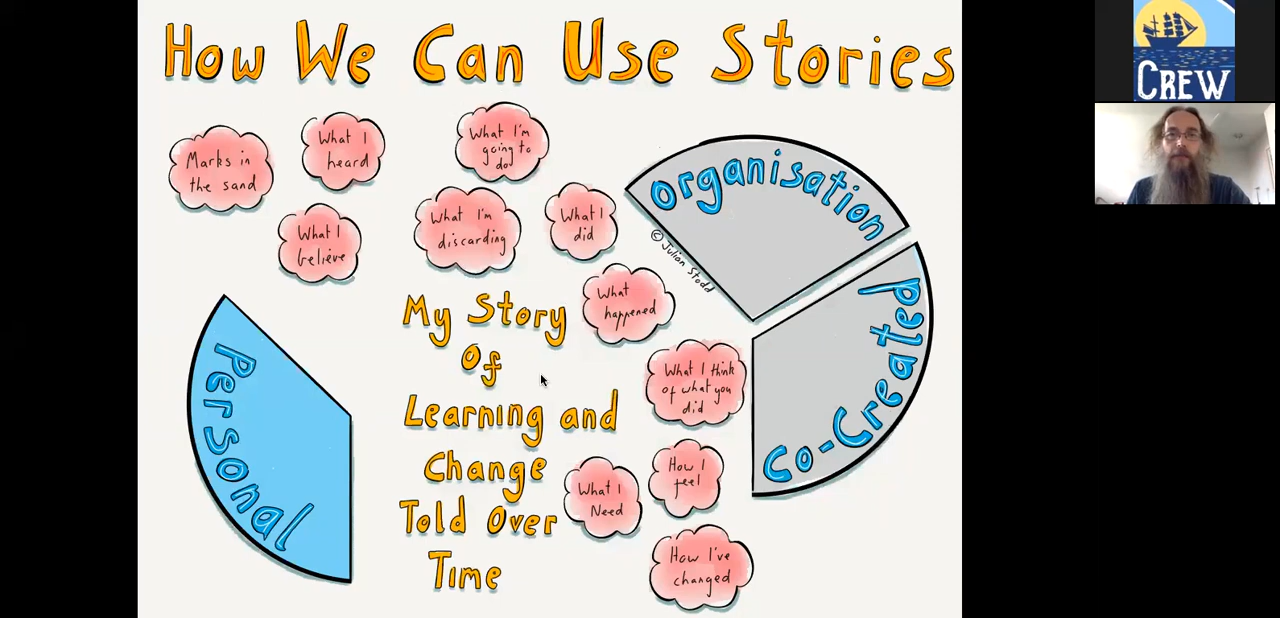 How We Can Use Stories
Marks in
the sand
What I
heard
What I
believe
What I'm
going to
do
What I'm
discarding
What I
did
What
happened
What I think
of what you
did
How I
feel
What I
Need
How I've
changed
My Story
Of
Learning and
Change
Told Over
Time
Personal
Organisation
© Julian Stodd
Co-Created
CREW